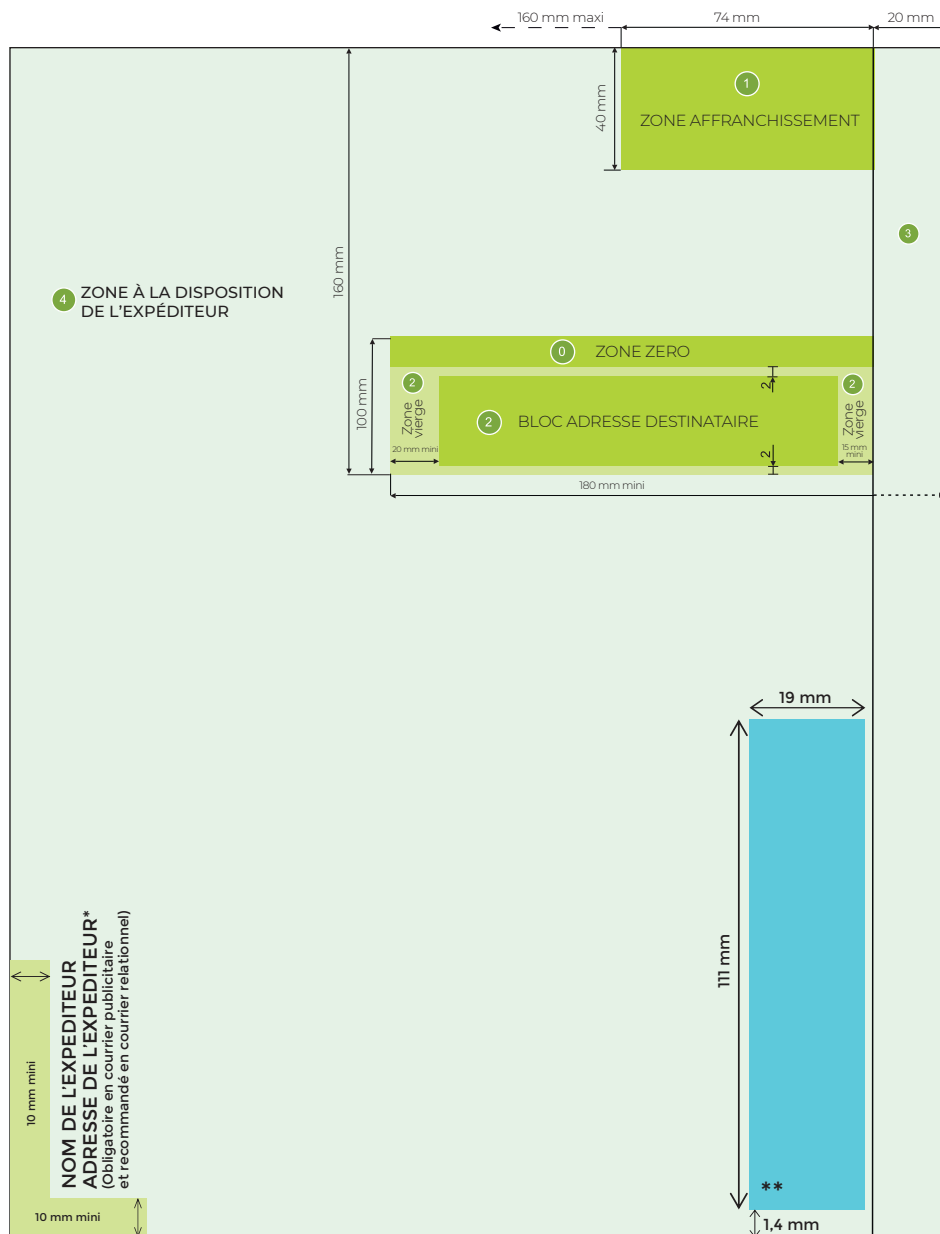 160 mm maxi
74 mm
20 mm
1
ZONE AFFRANCHISSEMENT
40 mm
3
160 mm
4
ZONE À LA DISPOSITION
DE L'EXPÉDITEUR
0
ZONE ZERO
100 mm
2
Zone
vierge
20 mm mini
2
BLOC ADRESSE DESTINATAIRE
2
2
2
Zone
vierge
15 mm
mini
180 mm mini
19 mm
111 mm
**
1,4 mm
NOM DE L'EXPEDITEUR
ADRESSE DE L'EXPEDITEUR*
(Obligatoire en courrier publicitaire
et recommandé en courrier relationnel)
10 mm mini
10 mm mini